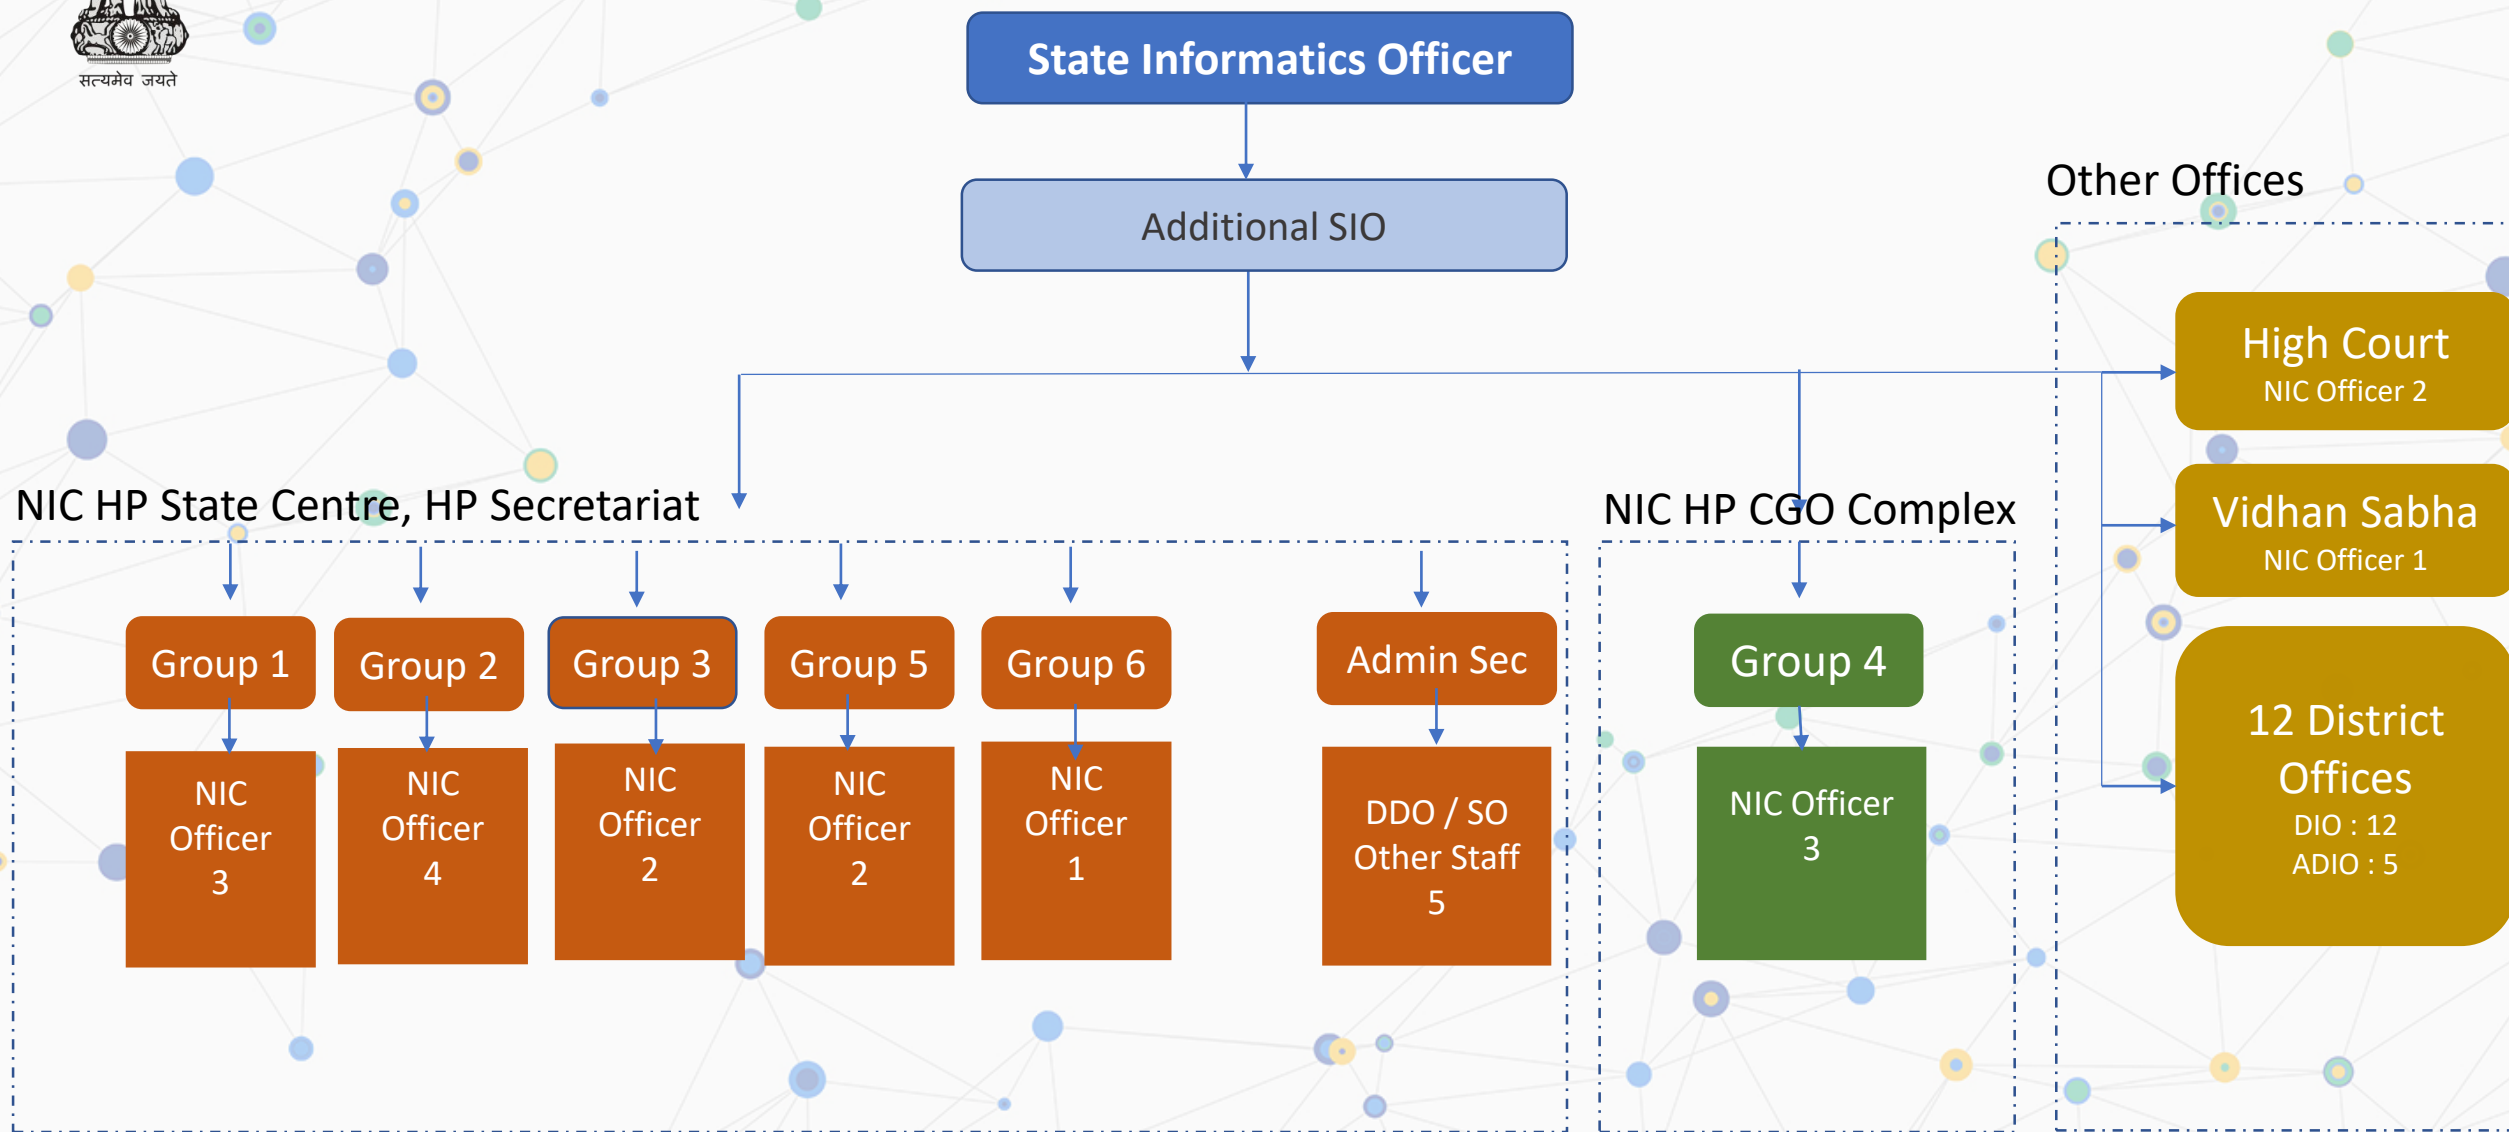 सत्यमेव जयते
State Informatics Officer
Additional SIO
Other Offices
High Court
NIC Officer 2
Vidhan Sabha
NIC Officer 1
12 District
Offices
DIO : 12
ADIO : 5
NIC HP State Centre, HP Secretariat
Group 1
NIC
Officer
3
Group 2
NIC
Officer
4
Group 3
NIC
Officer
2
Group 5
NIC
Officer
2
Group 6
NIC
Officer
1
Admin Sec
DDO / SO
Other Staff
5
NIC HP CGO Complex
Group 4
NIC Officer
3